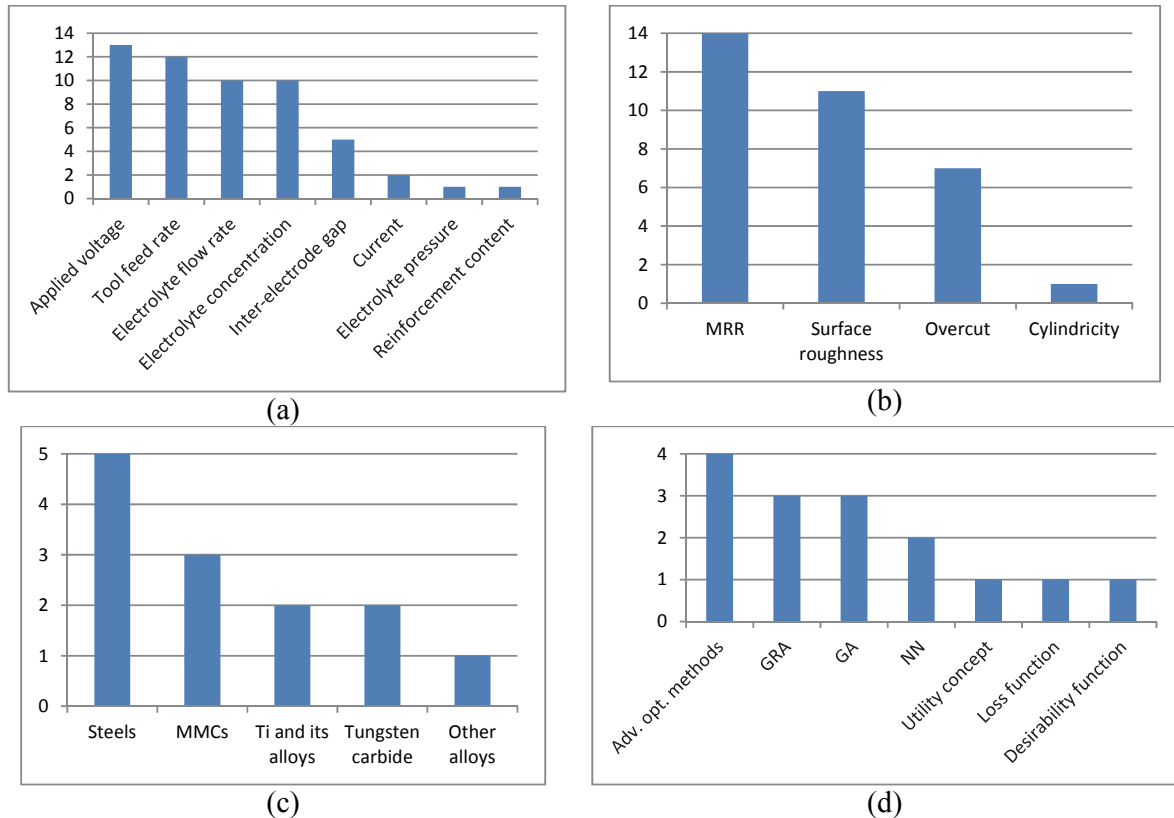 14
12
10
8
6
4
2
0
Applied voltage
Tool feed rate
Electrolyte flow rate
Electrolyte concentration
Inter-electrode gap
Current
Electrolyte pressure
Reinforcement content
(a)
14
12
10
8
6
4
2
0
MRR
Surface
roughness
Overcut
Cylindricity
(b)
5
4
3
2
1
0
Steels
MMCs
Ti and its
alloys
Tungsten
carbide
Other
alloys
(c)
4
3
2
1
0
Adv. opt. methods
GRA
GA
NN
Utility concept
Loss function
Desirability function
(d)